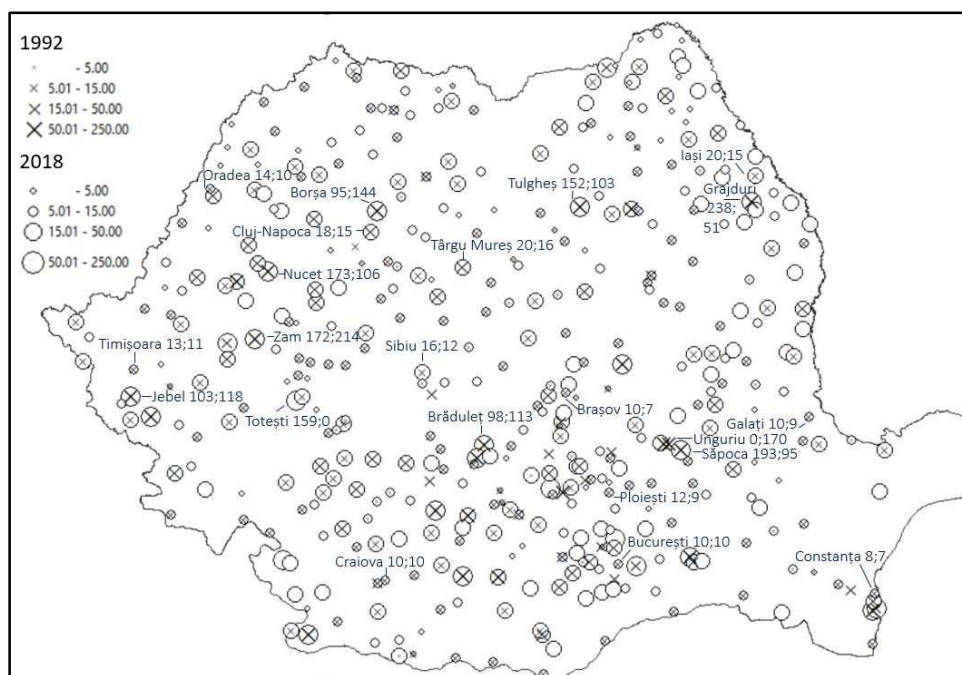 1992
- 5.00
5.01 - 15.00
15.01 - 50.00
50.01 - 250.00
2018
- 5.00
5.01 - 15.00
15.01 - 50.00
50.01 - 250.00
Iași 20;15
Oradea 14;10
Borșa 95;144
Tulgheș 152;103
Grăjduri
238;
51
Cluj-Napoca 18;15
Târgu Mureș 20;16
Nucet 173;106
Zam 172;214
Timișoara 13;11
Sibiu 16;12
Jebel 103;118
Totești 159;0
Brăduleț 98;113
Brașov 10;7
Galați 10;9
Unguriu 0;170
Săpoca 193;95
Ploiești 12;9
București 10;10
Craiova 10;10
Constanța 8;7